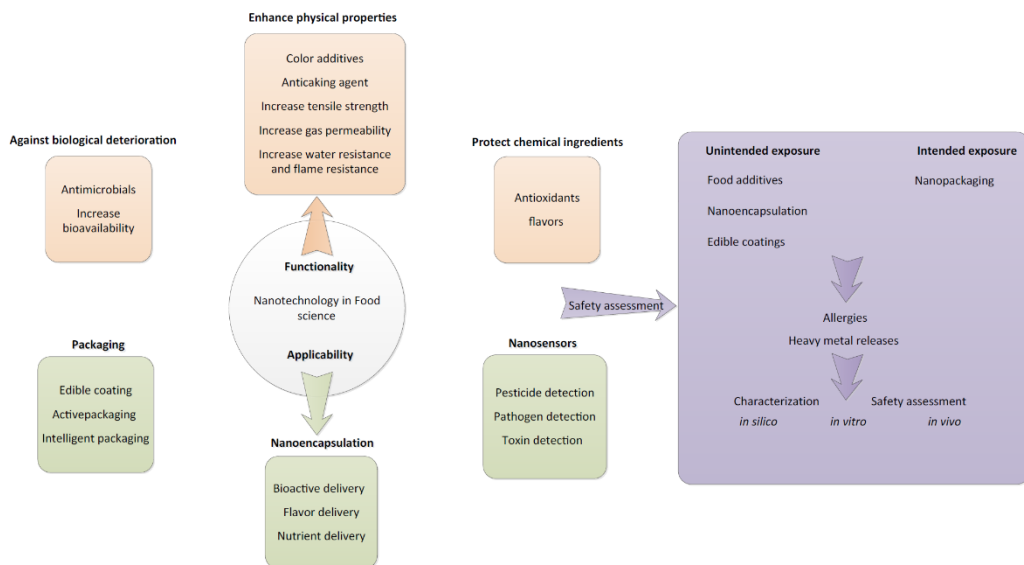 Enhance physical properties
Color additives
Anticaking agent
Increase tensile strength
Increase gas permeability
Increase water resistance
and flame resistance
Against biological deterioration
Antimicrobials
Increase
bioavailability
Protect chemical ingredients
Antioxidants
flavors
Functionality
Nanotechnology in Food
science
Applicability
Packaging
Edible coating
Activepackaging
Intelligent packaging
Nanoencapsulation
Bioactive delivery
Flavor delivery
Nutrient delivery
Nanosensors
Pesticide detection
Pathogen detection
Toxin detection
Safety assessment
Unintended exposure
Intended exposure
Food additives
Nanopackaging
Nanoencapsulation
Edible coatings
Allergies
Heavy metal releases
Characterization
Safety assessment
in silico
in vitro
in vivo